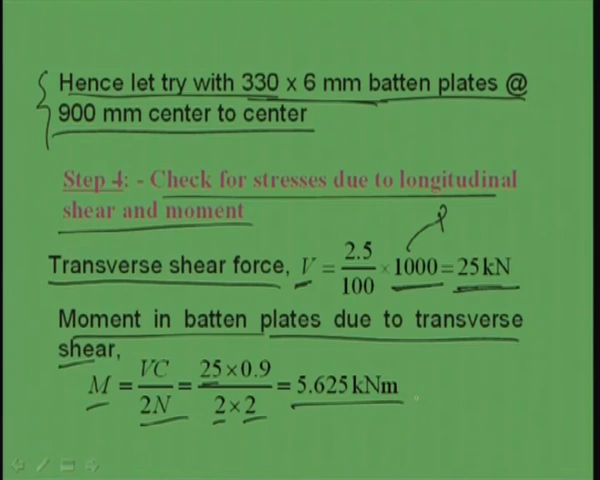 Hence let try with 330 x 6 mm batten plates @
900 mm center to center
Step 4: - Check for stresses due to longitudinal
shear and moment
Transverse shear force, V = 2.5/100 × 1000 = 25 kN
Moment in batten plates due to transverse
shear,
M = VC/2N = 25×0.9/2×2 = 5.625 kNm
P